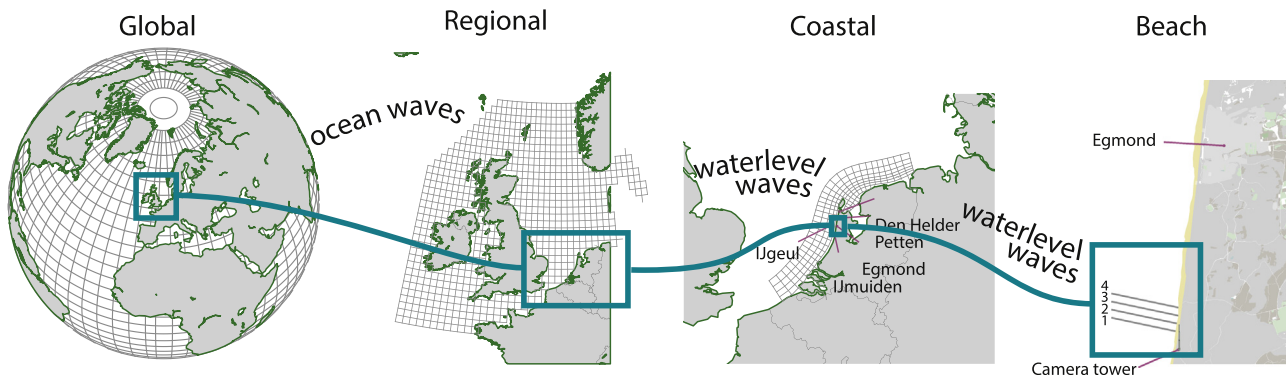 Global
Regional
Coastal
Beach
ocean waves
waterlevel
waves
waterlevel
waves
Den Helder
Petten
IJgeul
Egmond
IJmuiden
Egmond
4
3
2
1
Camera tower